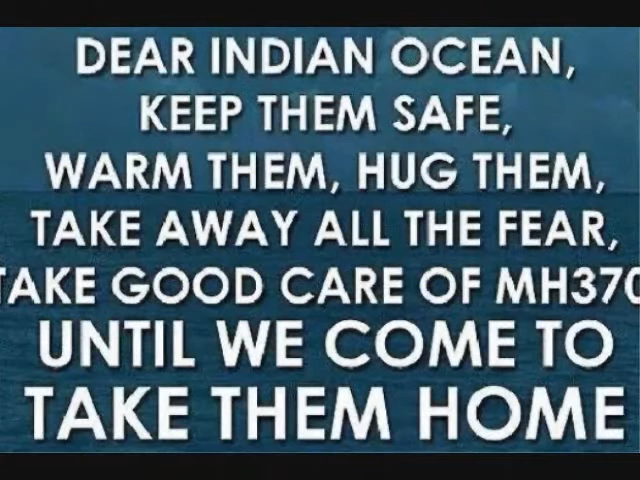 DEAR INDIAN OCEAN,
KEEP THEM SAFE,
WARM THEM, HUG THEM,
TAKE AWAY ALL THE FEAR,
TAKE GOOD CARE OF MH370
UNTIL WE COME TO
TAKE THEM HOME